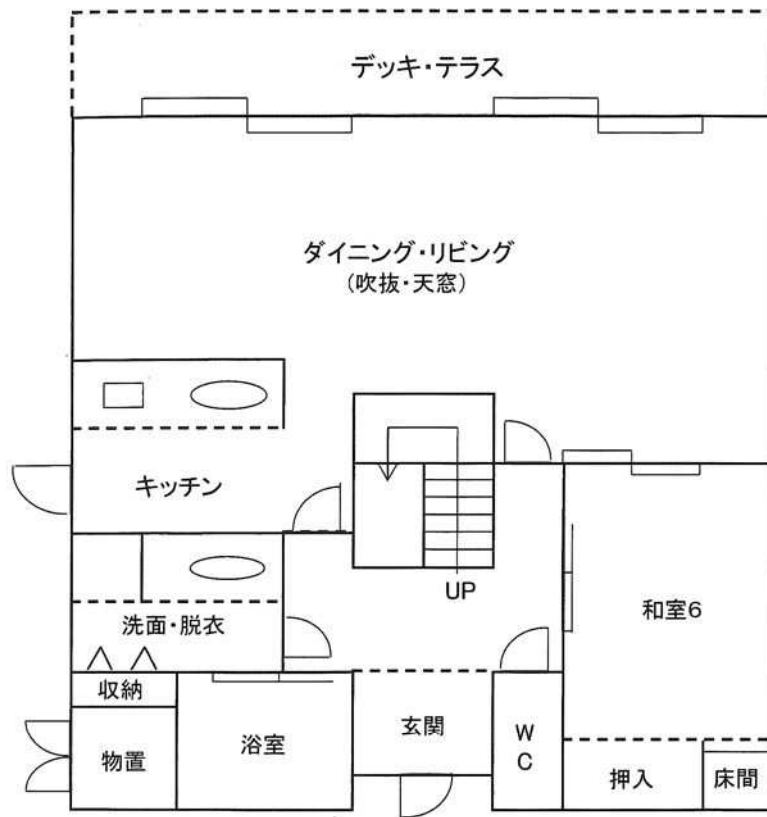 デッキ・テラス
ダイニング・リビング
(吹抜・天窓)
キッチン
UP
洗面・脱衣
和室6
収納
物置
浴室
玄関
WC
押入
床間